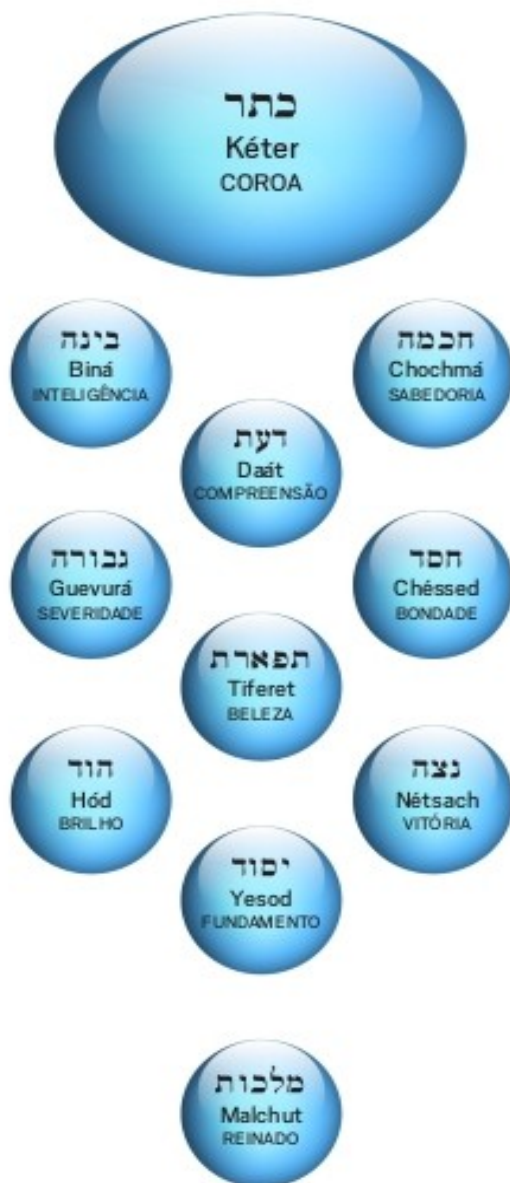 כתר
Kéter
COROA
בינה
Biná
INTELIGÊNCIA
חכמה
Chochmá
SABEDORIA
דעת
Daát
COMPREENSÃO
גבורה
Guevurá
SEVERIDADE
חסד
Chéssed
BONDADE
תפארת
Tiferet
BELEZA
הוד
Hód
BRILHO
נצה
Nétsach
VITÓRIA
יסוד
Yesod
FUNDAMENTO
מלכות
Malchut
REINADO